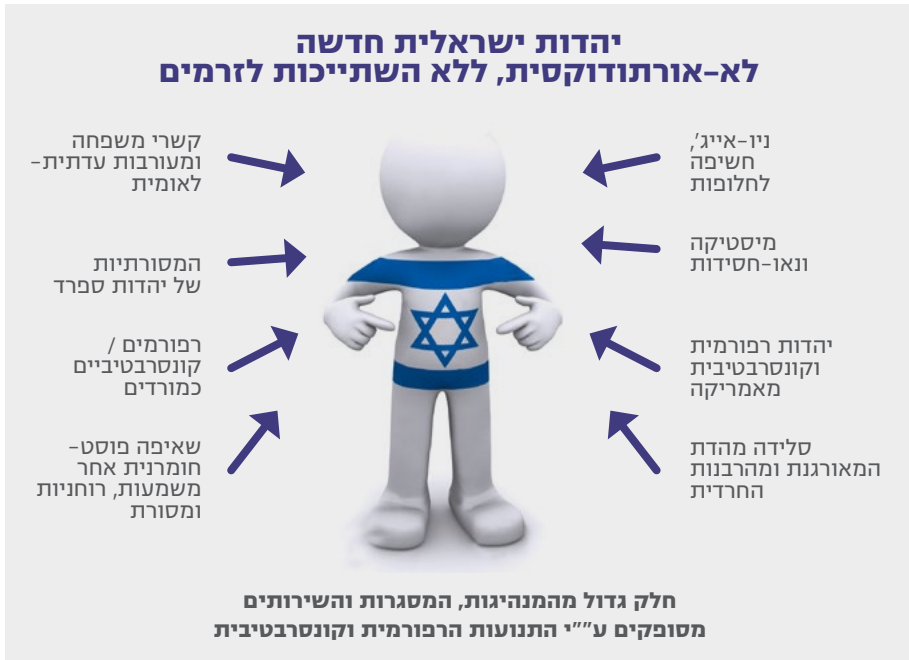 יהדות ישראלית חדשה
לא-אורתודוקסית, ללא השתייכות לזרמים
ניו-אייג',
חשיפה
לחלופות
מיסטיקה
ונאו-חסידות
יהדות רפורמית
וקונסרבטיבית
מאמריקה
סלידה מהדת
המאורגנת ומהרבנות
החרדית
קשרי משפחה
ומעורבות עדתית-
לאומית
המסורתיות
של יהדות ספרד
רפורמים /
קונסרבטיביים
כמורדים
שאיפה פוסט-
חומרנית אחר
משמעות, רוחניות
ומסורת
חלק גדול מהמנהיגות, המסגרות והשירותים
מסופקים ע""י התנועות הרפורמית וקונסרבטיבית